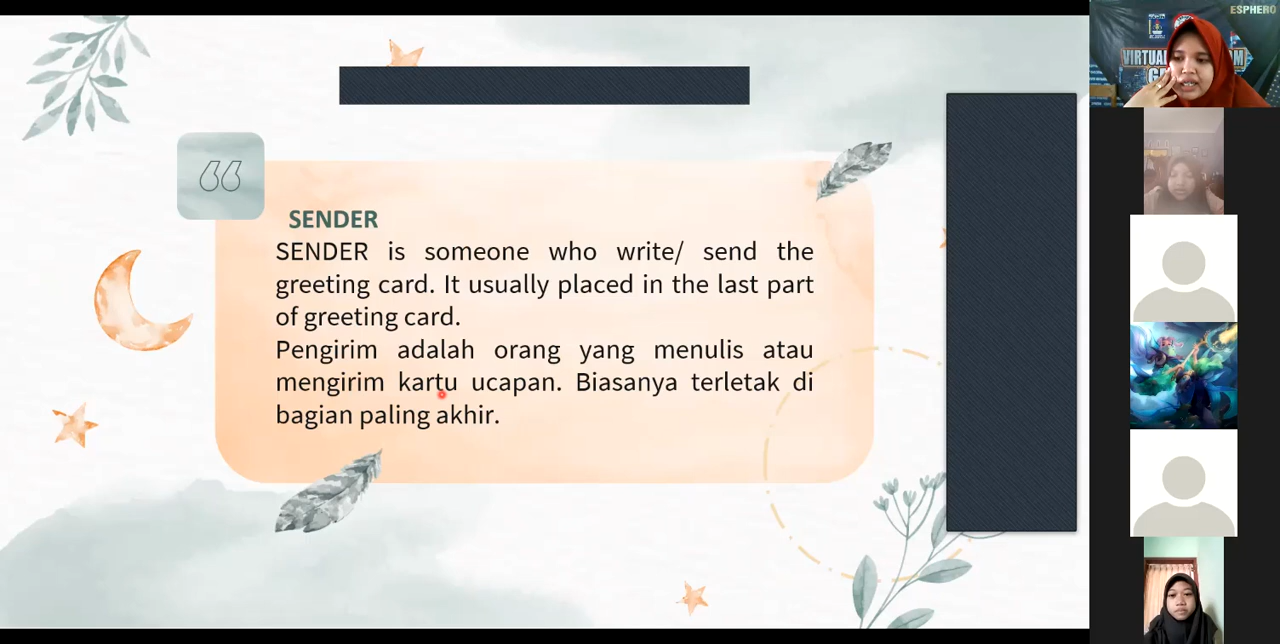 ESPHERO
VIRTUAL
SENDER
SENDER is someone who write/ send the
greeting card. It usually placed in the last part
of greeting card.
Pengirim adalah orang yang menulis atau
mengirim kartu ucapan. Biasanya terletak di
bagian paling akhir.